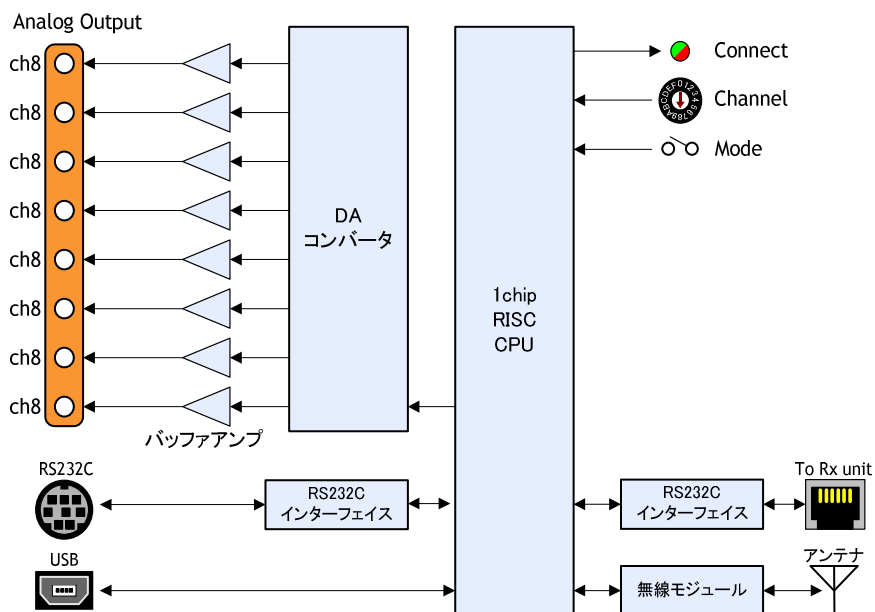 Analog Output
ch8
ch8
ch8
ch8
ch8
ch8
ch8
ch8
バッファアンプ
DA
コンバータ
1chip
RISC
CPU
Connect
0123456789ABCDEF
Channel
Mode
RS232C
RS232C
インターフェイス
RS232C
インターフェイス
To Rx unit
USB
無線モジュール
アンテナ